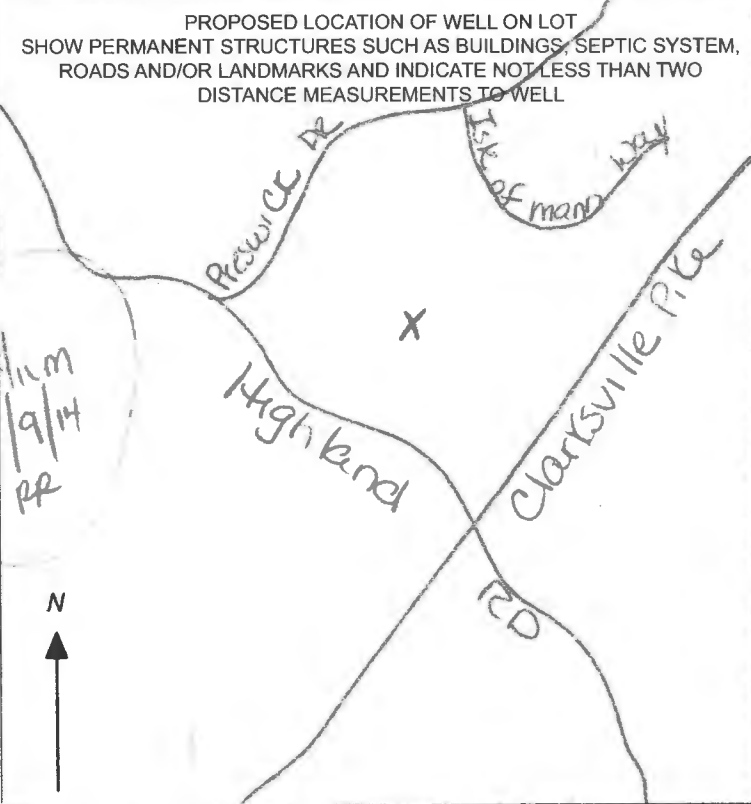 PROPOSED LOCATION OF WELL ON LOT
SHOW PERMANENT STRUCTURES SUCH AS BUILDINGS, SEPTIC SYSTEM,
ROADS AND/OR LANDMARKS AND INDICATE NOT LESS THAN TWO
DISTANCE MEASUREMENTS TO WELL
Preswick DR
Isle of mann way
X
Highland
RD
Clarksville Pike
9/14
RR
N